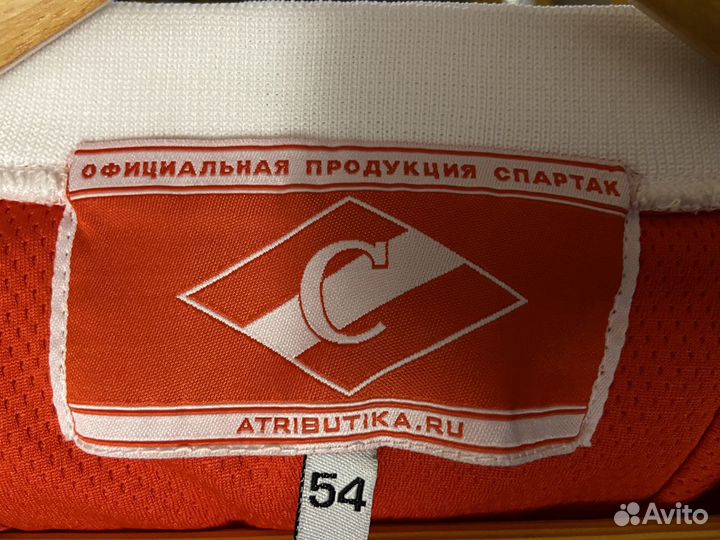 ОФИЦИАЛЬНАЯ ПРОДУКЦИЯ СПАРТАК
С
ATRIBUTIKA.RU
54
Avito